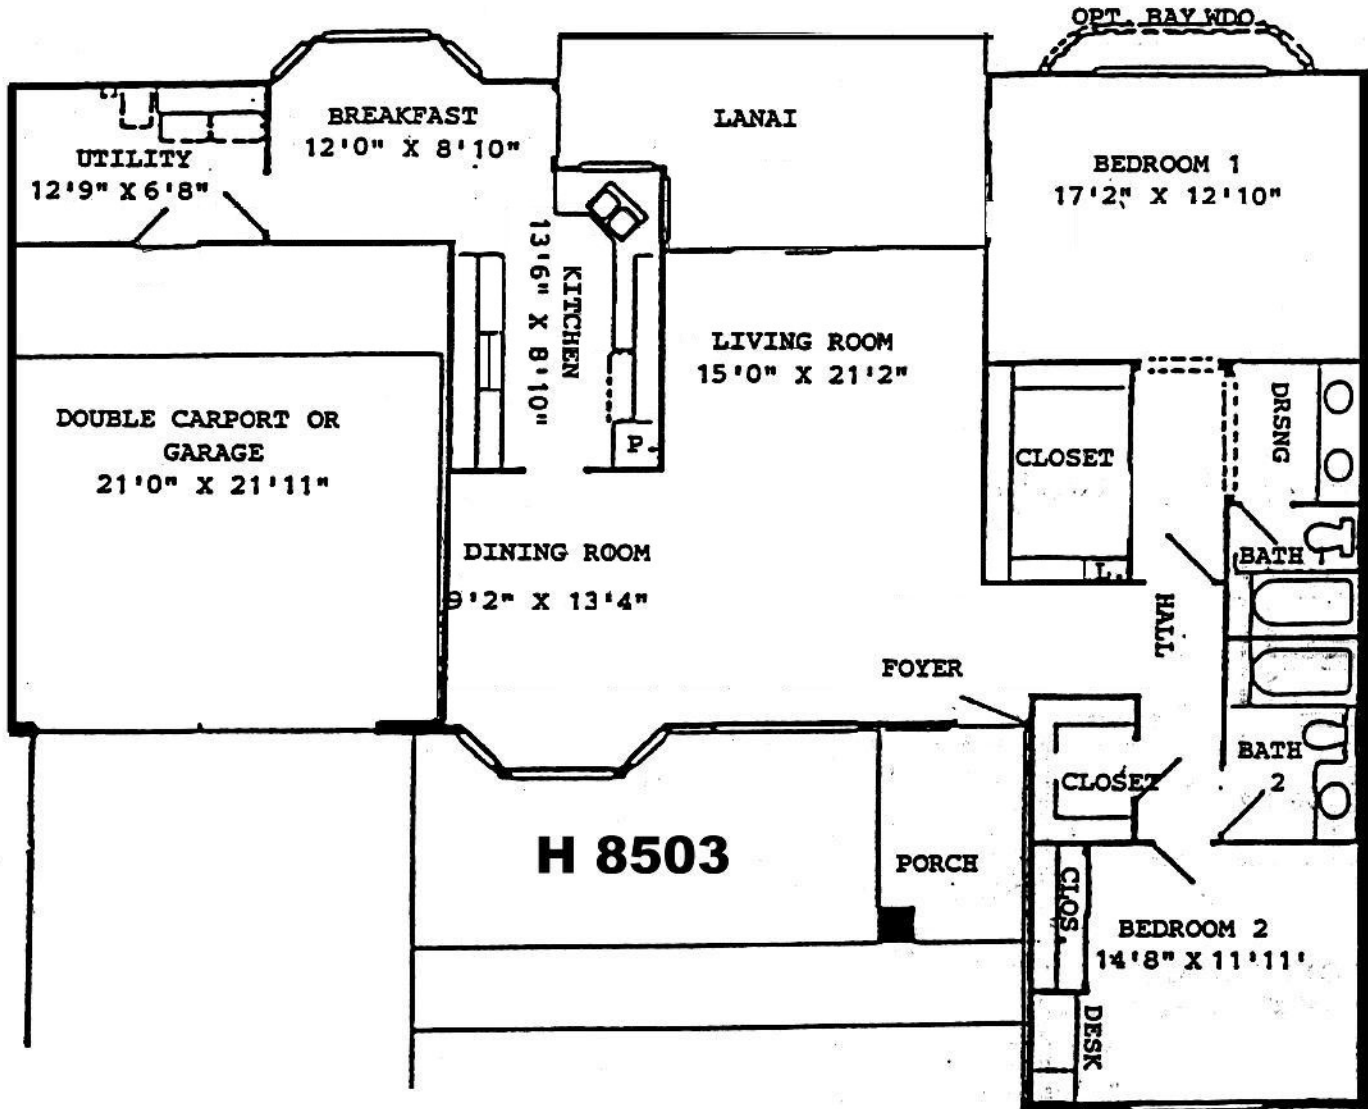 OPT. BAY WDO.
BREAKFAST
12'0" X 8'10"
LANAI
UTILITY
12'9" X 6'8"
BEDROOM 1
17'2" X 12'10"
KITCHEN
13'6" X 8'10"
LIVING ROOM
15'0" X 21'2"
DOUBLE CARPORT OR
GARAGE
21'0" X 21'11"
P.
CLOSET
DRSNG
L.
BATH 1
DINING ROOM
9'2" X 13'4"
HALL
FOYER
BATH
2
CLOSET
H 8503
PORCH
CLOS.
BEDROOM 2
14'8" X 11'11'
DESK